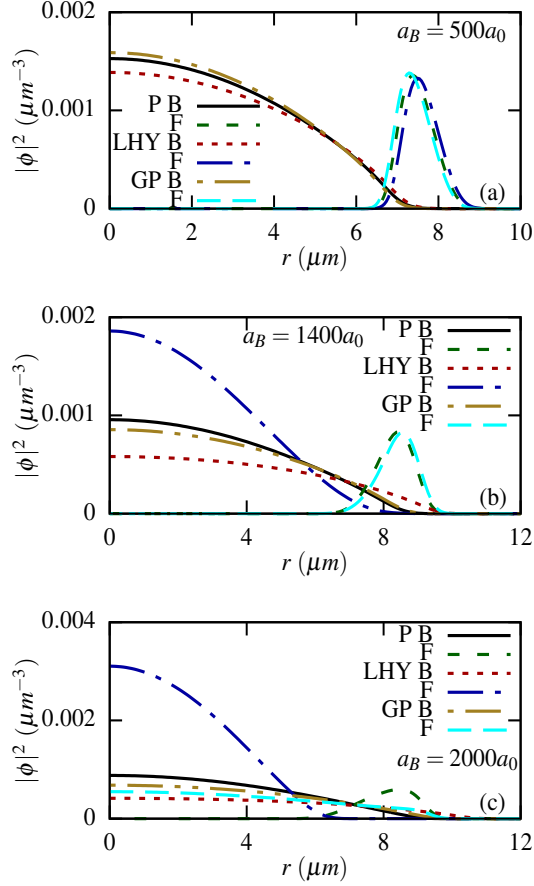 0.002
a_B = 500a_0
0.001
0
|ϕ|² (μm⁻³)
P B
F
LHY B
F
GP B
F
(a)
0 2 4 6 8 10
r (μm)
0.002
a_B = 1400a_0
0.001
0
|ϕ|² (μm⁻³)
P B
F
LHY B
F
GP B
F
(b)
0 4 8 12
r (μm)
0.004
0.002
0
|ϕ|² (μm⁻³)
P B
F
LHY B
F
GP B
F
a_B = 2000a_0
(c)
0 4 8 12
r (μm)